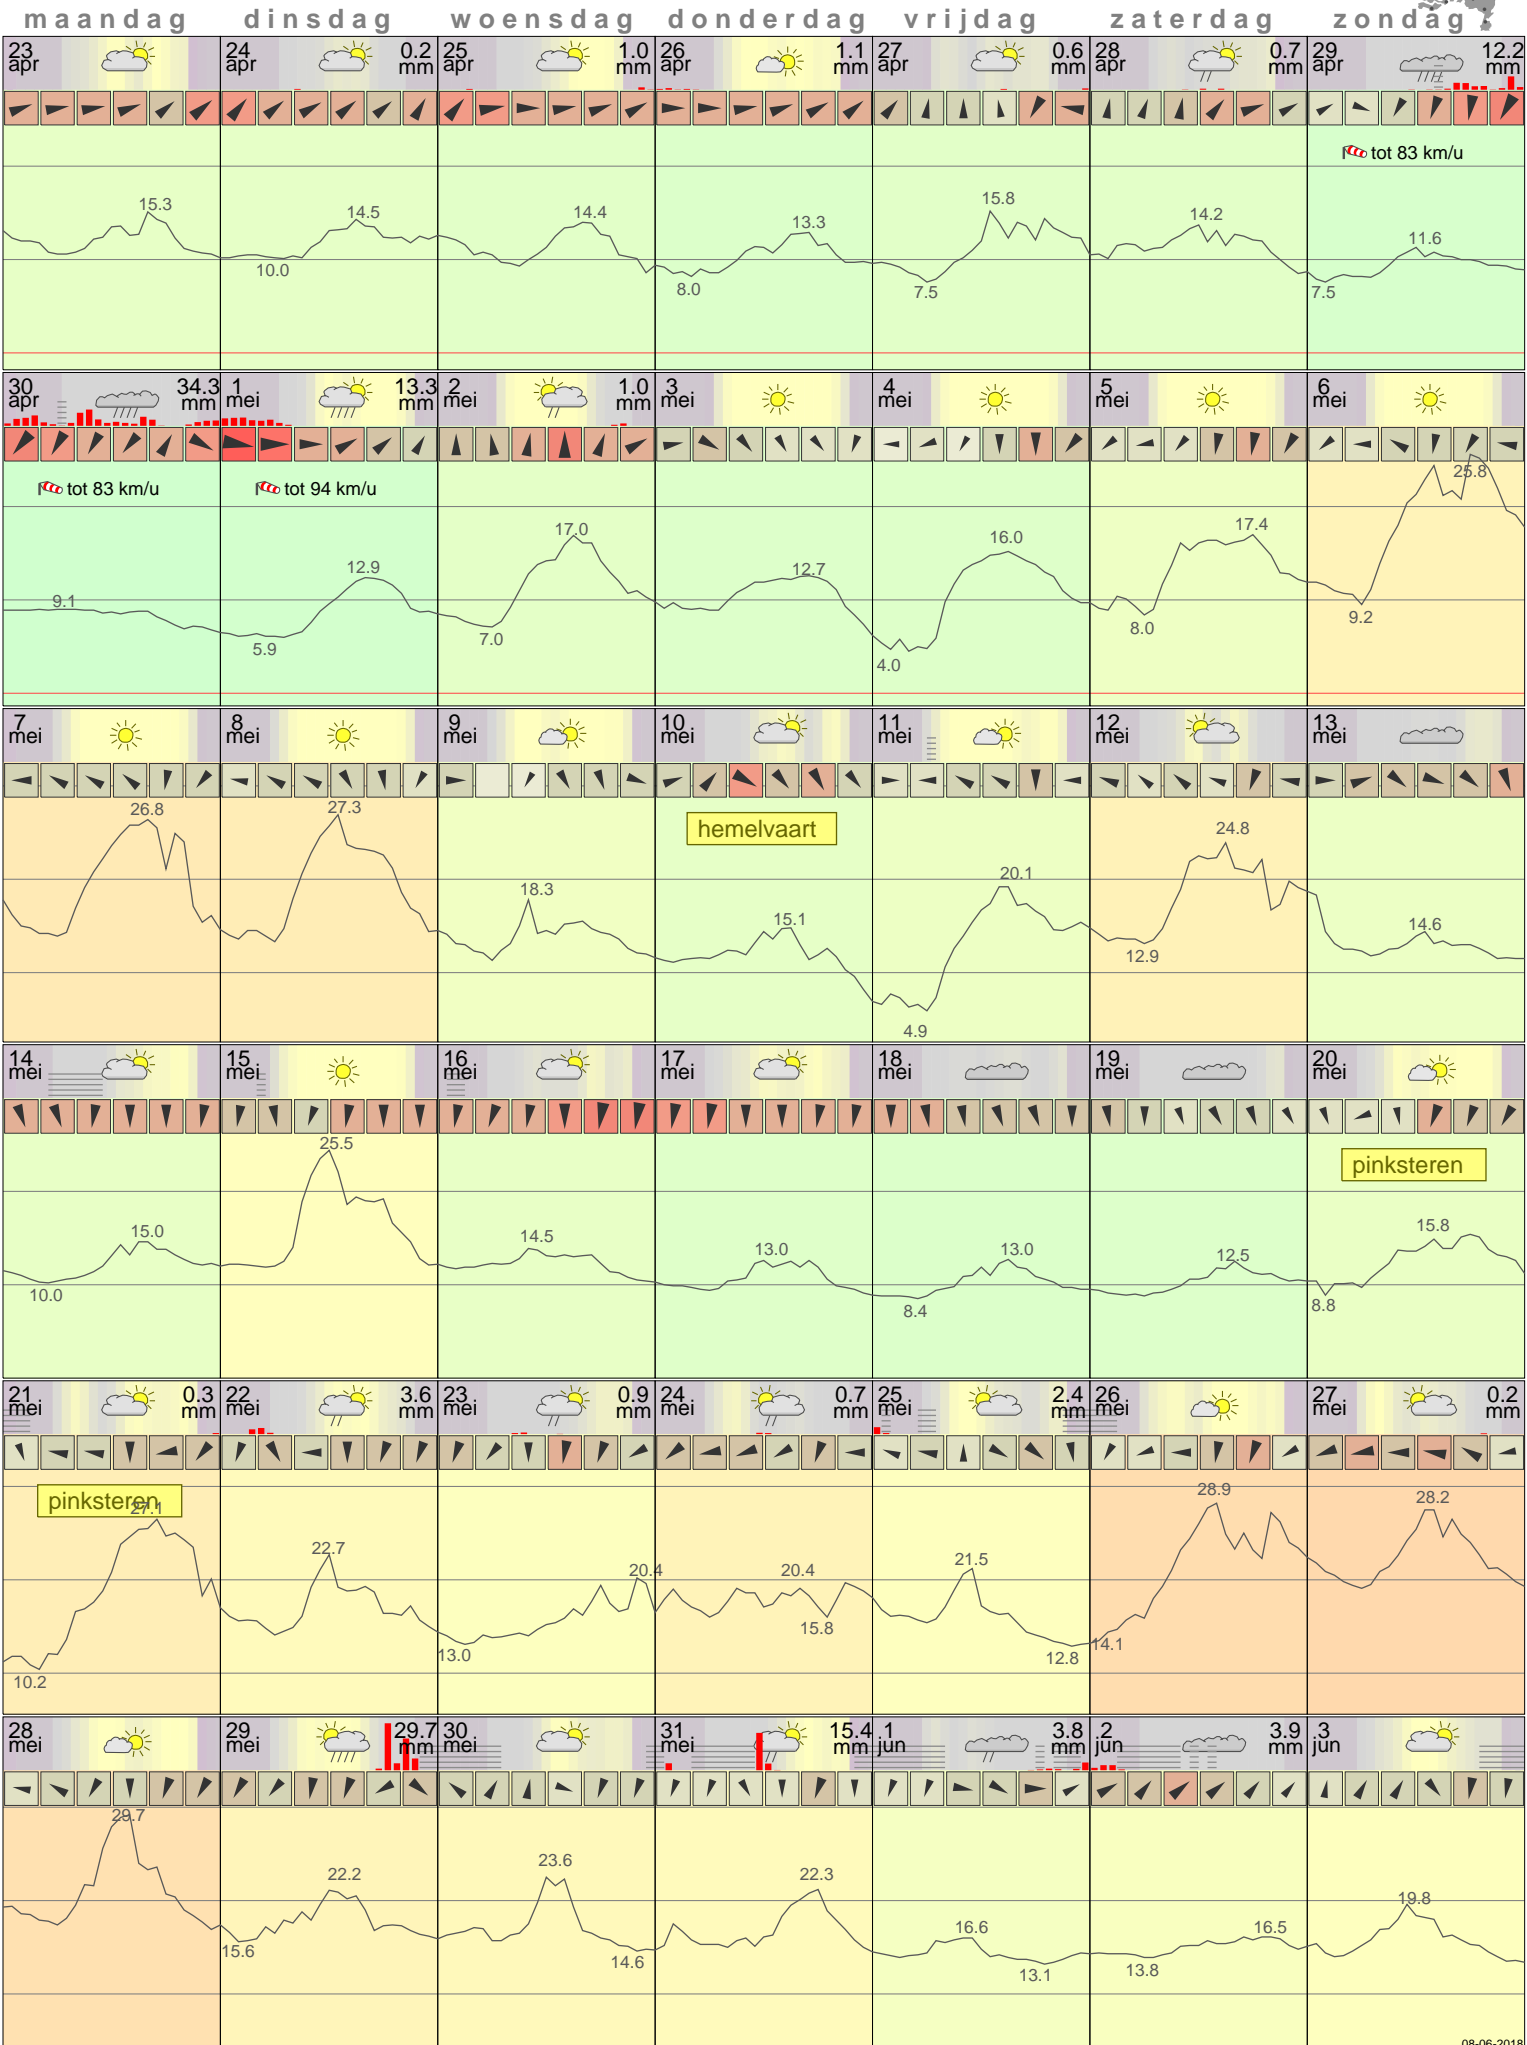 maandag dinsdag woensdag donderdag vrijdag zaterdag zondag
23 apr
24 apr 0.2 mm
25 apr 1.0 mm
26 apr 1.1 mm
27 apr 0.6 mm
28 apr 0.7 mm
29 apr 12.2 mm
tot 83 km/u
15.3 14.5 14.4 13.3 15.8 14.2 11.6
10.0 8.0 7.5 7.5
30 apr 34.3 mm
1 mei 13.3 mm
2 mei 1.0 mm
3 mei
4 mei
5 mei
6 mei
tot 83 km/u tot 94 km/u
9.1 12.9 17.0 12.7 16.0 17.4 25.8
5.9 7.0 4.0 8.0 9.2
7 mei
8 mei
9 mei
10 mei
11 mei
12 mei
13 mei
hemelvaart
26.8 27.3 18.3 15.1 20.1 24.8 14.6
4.9 12.9
14 mei
15 mei
16 mei
17 mei
18 mei
19 mei
20 mei
pinksteren
15.0 25.5 14.5 13.0 13.0 12.5 15.8
10.0 8.4 8.8
21 mei 0.3 mm
22 mei 3.6 mm
23 mei 0.9 mm
24 mei 0.7 mm
25 mei 2.4 mm
26 mei
27 mei 0.2 mm
pinksteren
27.1 22.7 20.4 20.4 21.5 28.9 28.2
10.2 13.0 15.8 12.8 14.1
28 mei
29 mei 29.7 mm
30 mei
31 mei 15.4 mm
1 jun 3.8 mm
2 jun 3.9 mm
3 jun
29.7 22.2 23.6 22.3 16.6 16.5 19.8
15.6 14.6 13.1 13.8
08-06-2018